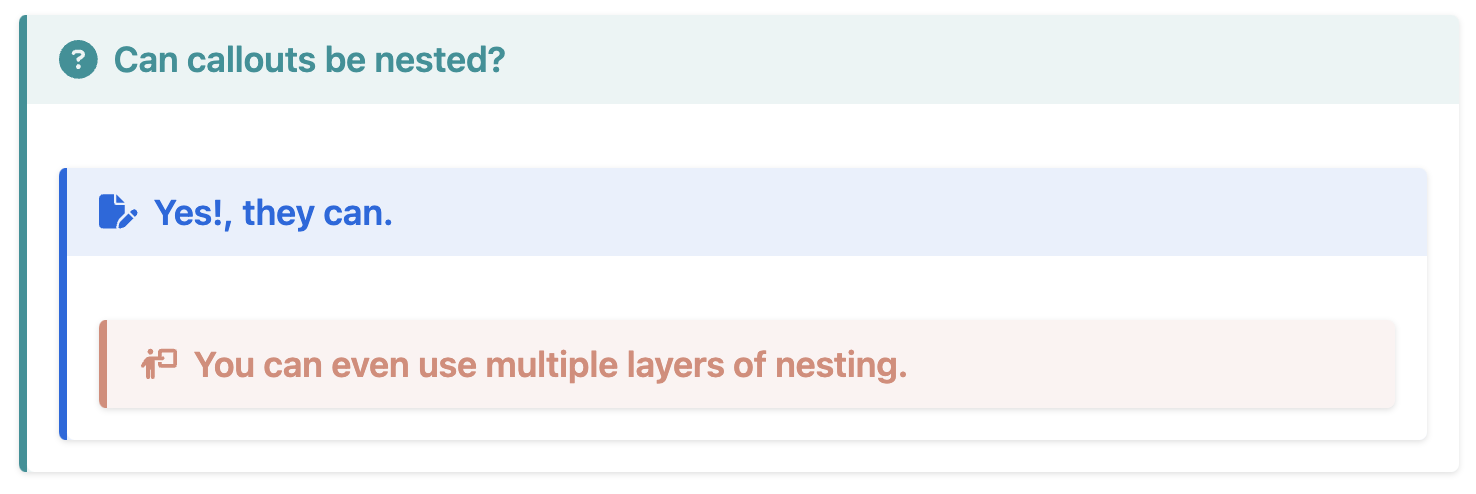 Can callouts be nested?
Yes!, they can.
You can even use multiple layers of nesting.